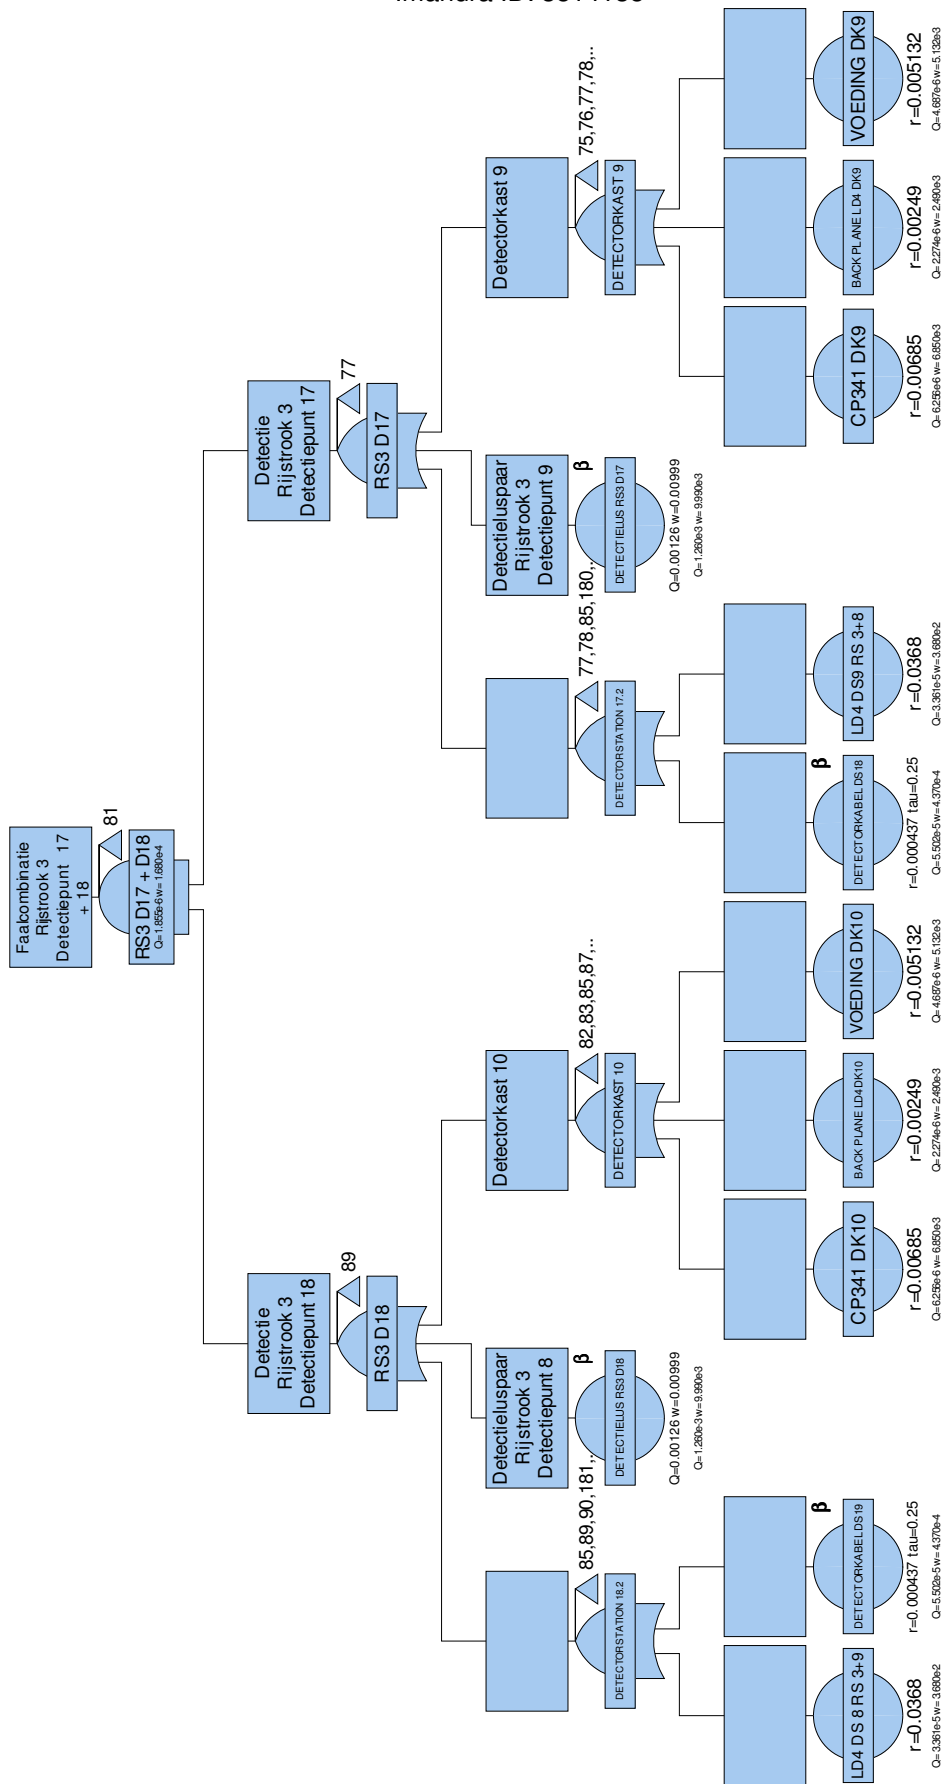 Faalcombinatie
Rijstrook 3
Detectiepunt 17
+ 18
81
RS3 D17 + D18
Q=1.855e-6 w= 1.680e-4
Detectie
Rijstrook 3
Detectiepunt 18
89
RS3 D18
Detectie
Rijstrook 3
Detectiepunt 17
77
RS3 D17
85,89,90,181,..
DETECTORSTATION 18.2
Detectieluspaar
Rijstrook 3
Detectiepunt 8
β
DETECTIELUS RS3 D18
Q=0.00126 w=0.00999
Q=1.260e-3 w=9.990e-3
Detectorkast 10
82,83,85,87,..
DETECTORKAST 10
77,78,85,180,..
DETECTORSTATION 17.2
Detectieluspaar
Rijstrook 3
Detectiepunt 9
β
DETECTIELUS RS3 D17
Q=0.00126 w=0.00999
Q=1.260e-3 w=9.990e-3
Detectorkast 9
75,76,77,78,..
DETECTORKAST 9
LD4 DS 8 RS 3+9
r=0.0368
Q=3.361e-5 w=3.680e-2
β
DETECTORKABEL DS19
r=0.000437 tau=0.25
Q=5.502e-5 w=4.370e-4
CP341 DK10
r=0.00685
Q=6.256e-6 w=6.850e-3
BACK PLANE LD4 DK10
r=0.00249
Q=2.274e-6 w=2.490e-3
VOEDING DK10
r=0.005132
Q=4.687e-6 w=5.132e-3
β
DETECTORKABEL DS18
r=0.000437 tau=0.25
Q=5.502e-5 w=4.370e-4
LD4 DS9 RS 3+8
r=0.0368
Q=3.361e-5 w=3.680e-2
CP341 DK9
r=0.00685
Q=6.256e-6 w=6.850e-3
BACK PLANE LD4 DK9
r=0.00249
Q=2.274e-6 w=2.490e-3
VOEDING DK9
r=0.005132
Q=4.687e-6 w=5.132e-3